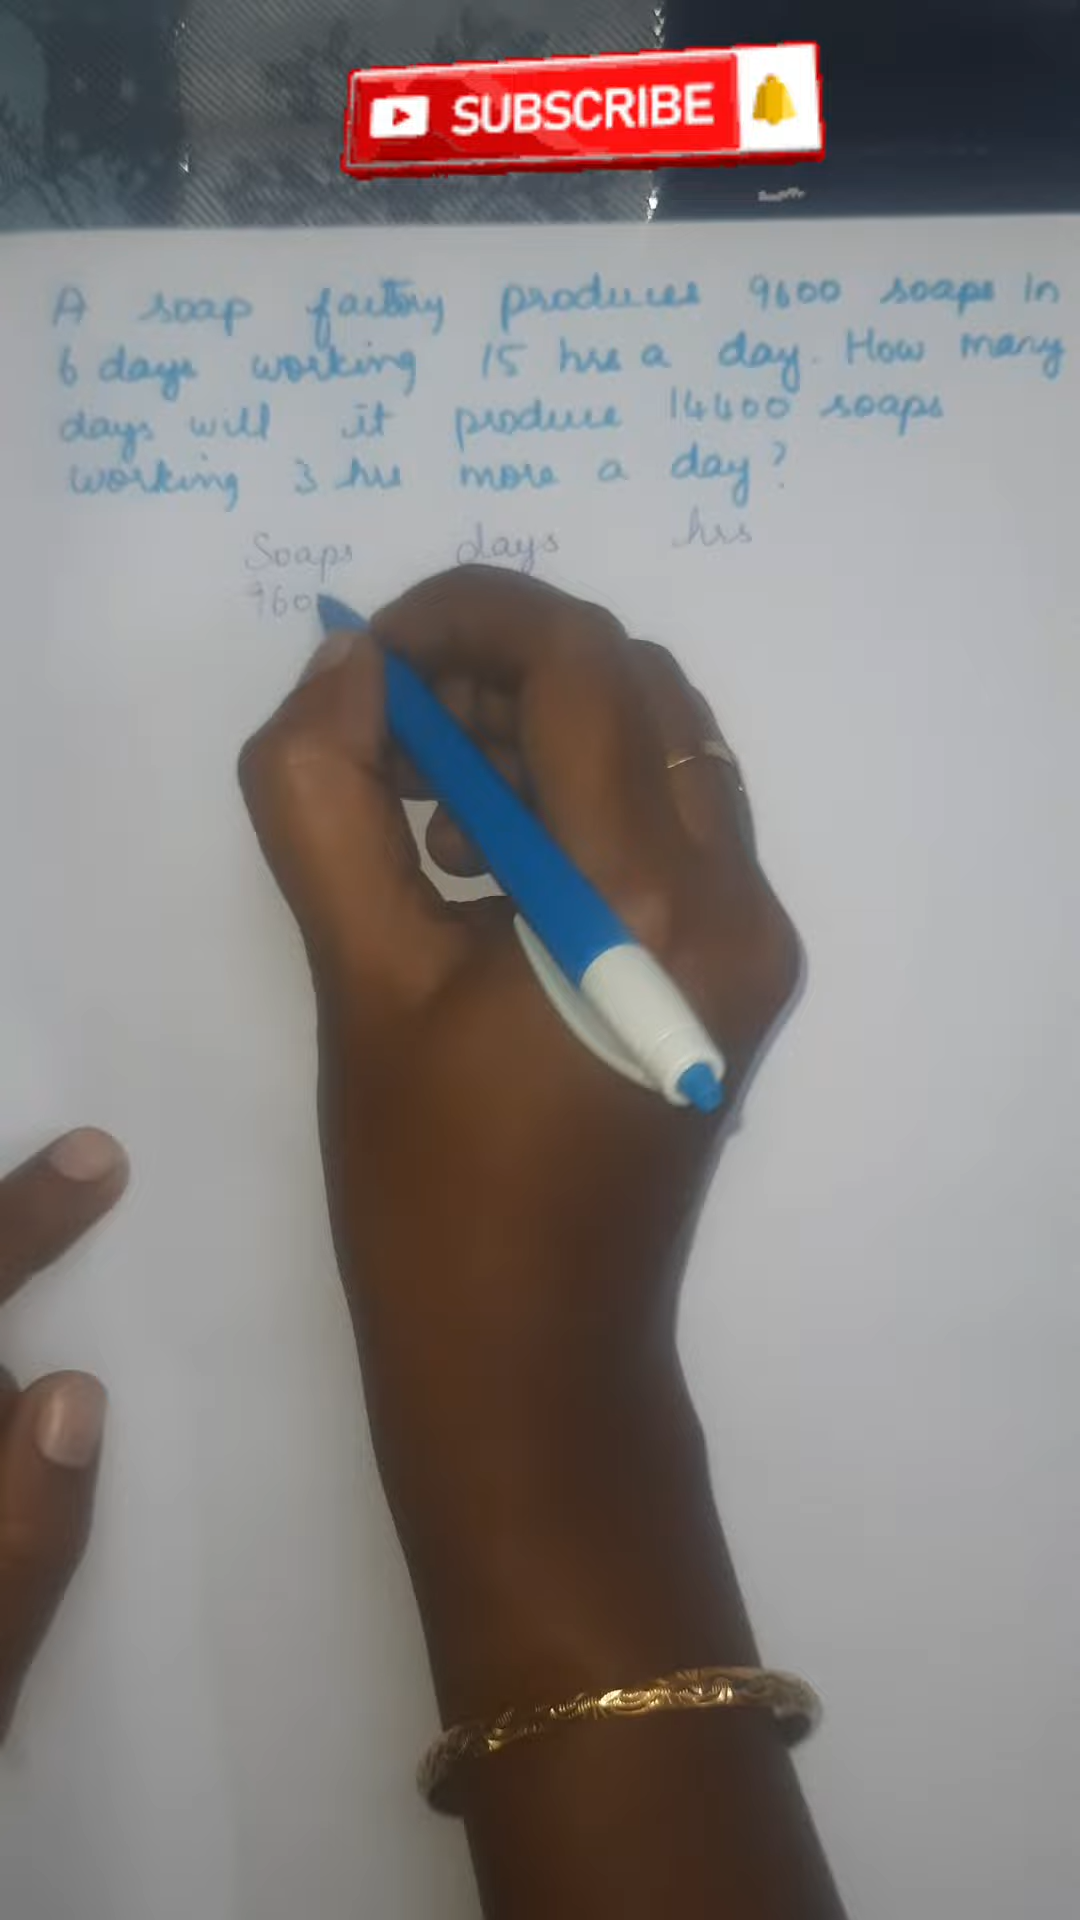 SUBSCRIBE
A soap factory produces 9600 soaps in
6 days working 15 hrs a day. How many
days will it produce 14400 soaps
working 3 hrs more a day?
Soaps days hrs
960